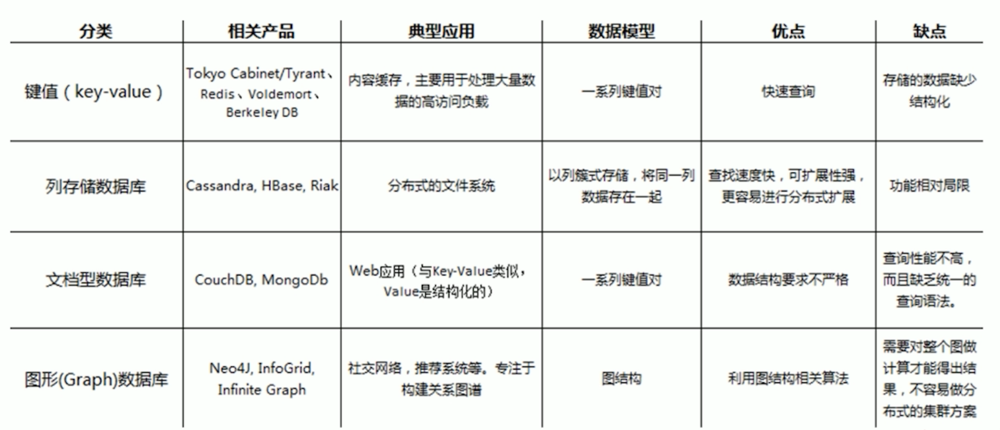 分类
相关产品
典型应用
数据模型
优点
缺点
键值（key-value）
Tokyo Cabinet/Tyrant、
Redis、Voldemort、
Berkeley DB
内容缓存，主要用于处理大量数
据的高访问负载
一系列键值对
快速查询
存储的数据缺少
结构化
列存储数据库
Cassandra, HBase, Riak
分布式的文件系统
以列簇式存储，将同一列
数据存在一起
查找速度快，可扩展性强，
更容易进行分布式扩展
功能相对局限
文档型数据库
CouchDB, MongoDb
Web应用（与Key-Value类似，
Value是结构化的）
一系列键值对
数据结构要求不严格
查询性能不高，
而且缺乏统一的
查询语法。
图形(Graph)数据库
Neo4J, InfoGrid,
Infinite Graph
社交网络，推荐系统等。专注于
构建关系图谱
图结构
利用图结构相关算法
需要对整个图做
计算才能得出结
果，不容易做分
布式的集群方案